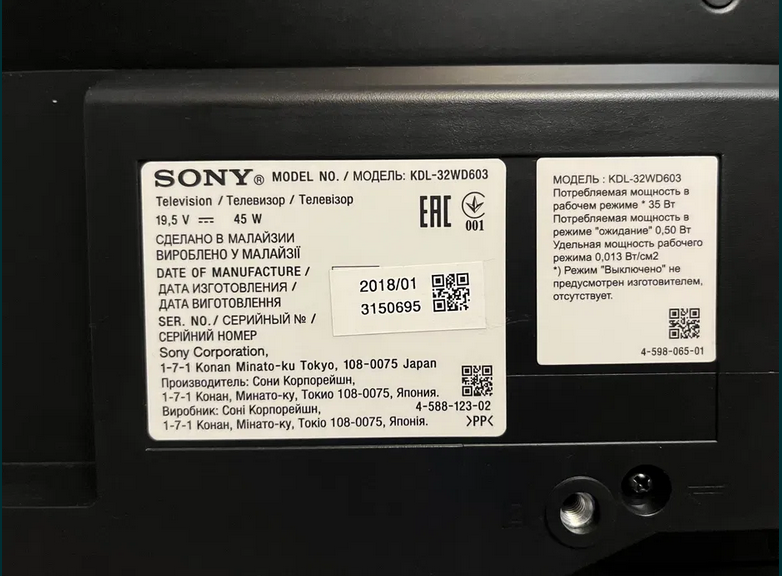 SONY® MODEL NO. / МОДЕЛЬ: KDL-32WD603
Television / Телевизор / Телевізор
19,5 V ⎓ 45 W
EAC
001
СДЕЛАНО В МАЛАЙЗИИ
ВИРОБЛЕНО У МАЛАЙЗІЇ
DATE OF MANUFACTURE /
ДАТА ИЗГОТОВЛЕНИЯ /
ДАТА ВИГОТОВЛЕННЯ
2018/01
3150695
SER. NO. / СЕРИЙНЫЙ № /
СЕРІЙНИЙ НОМЕР
Sony Corporation,
1-7-1 Konan Minato-ku Tokyo, 108-0075 Japan
Производитель: Сони Корпорейшн,
1-7-1 Конан, Минато-ку, Токио 108-0075, Япония.
Виробник: Соні Корпорейшн,
4-588-123-02
1-7-1 Конан, Мінато-ку, Токіо 108-0075, Японія.
>PP<
МОДЕЛЬ : KDL-32WD603
Потребляемая мощность в
рабочем режиме * 35 Вт
Потребляемая мощность в
режиме "ожидание" 0,50 Вт
Удельная мощность рабочего
режима 0,013 Вт/см2
*) Режим "Выключено" не
предусмотрен изготовителем,
отсутствует.
4-598-065-01